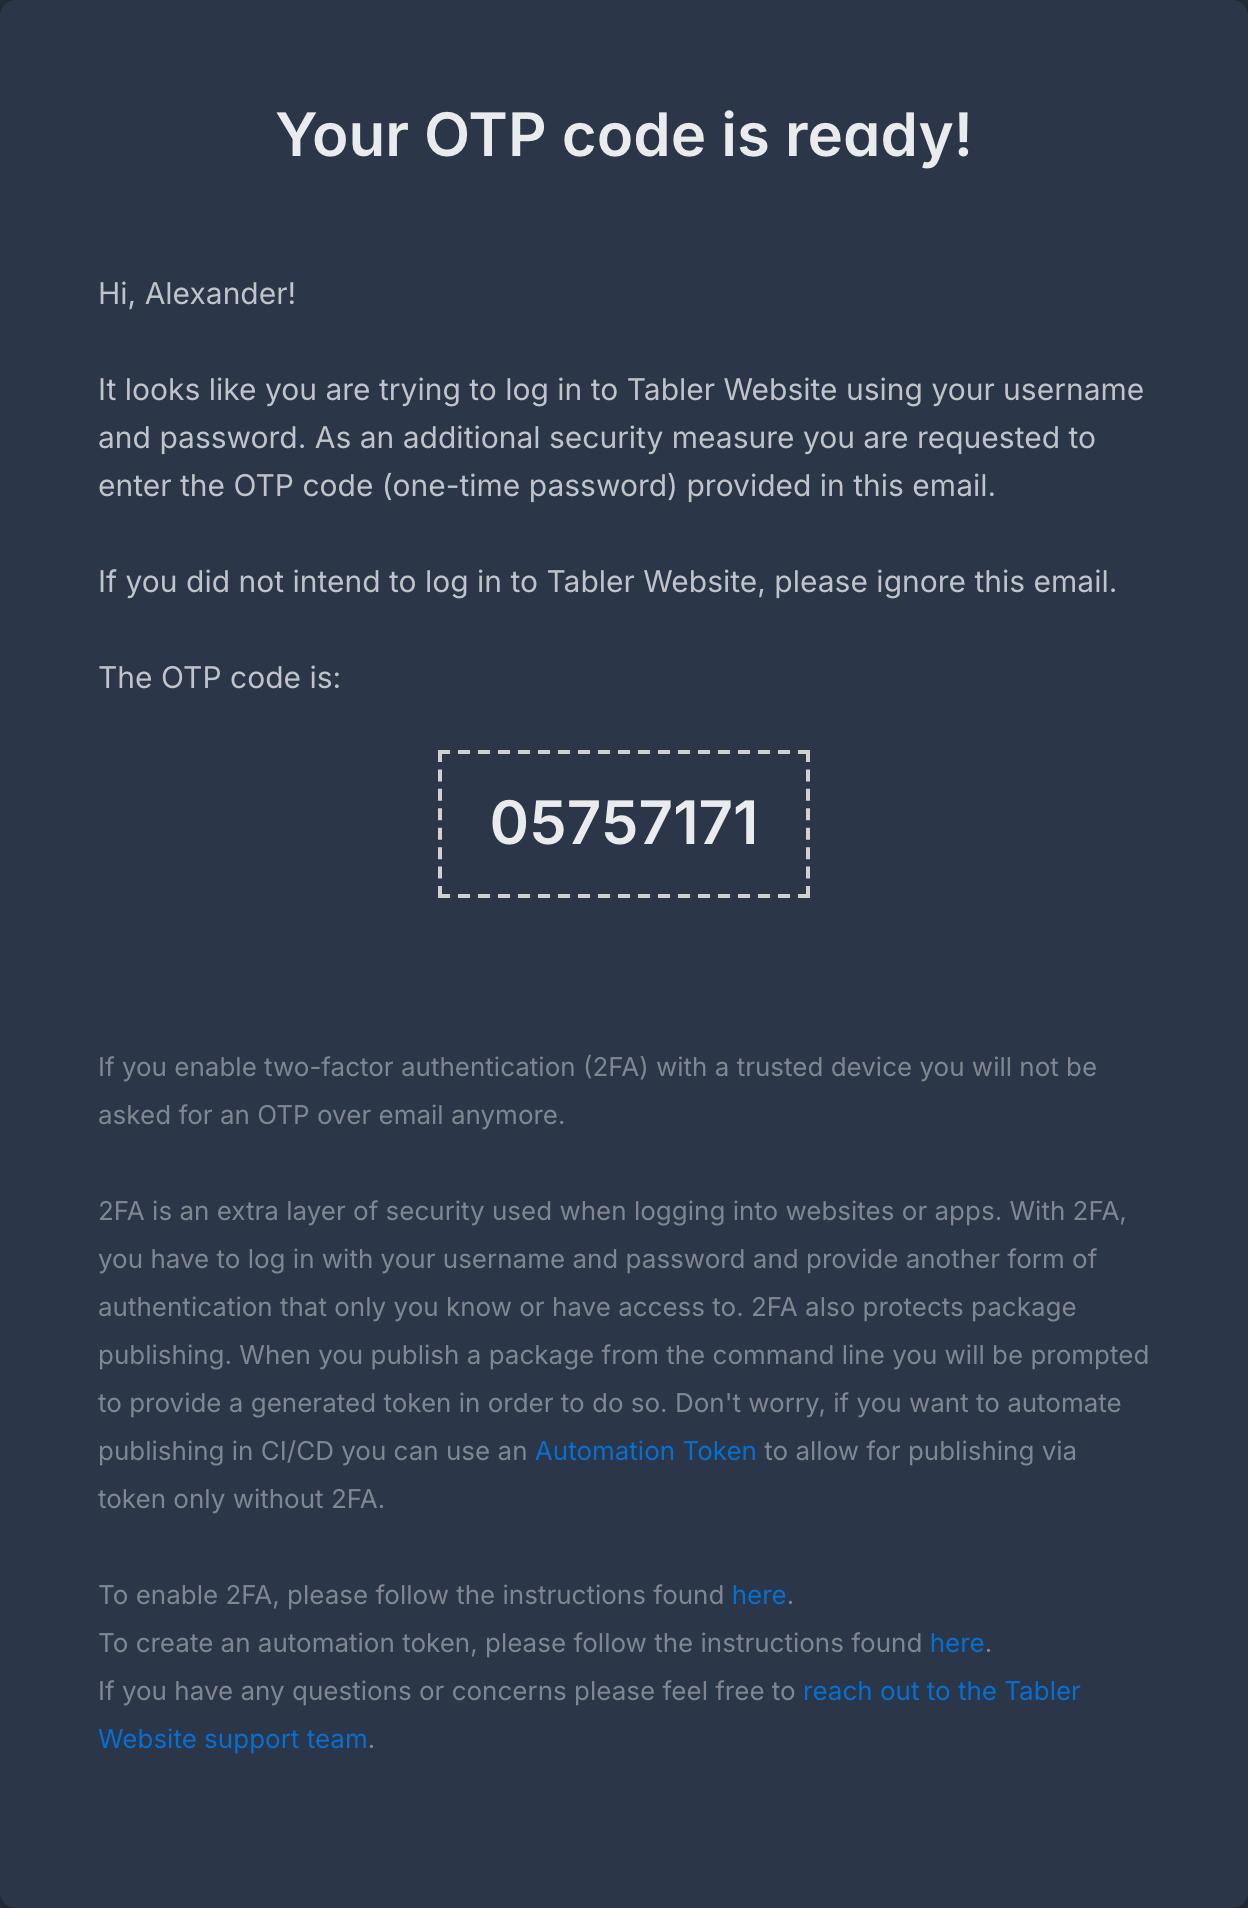 Your OTP code is ready!
Hi, Alexander!
It looks like you are trying to log in to Tabler Website using your username
and password. As an additional security measure you are requested to
enter the OTP code (one-time password) provided in this email.
If you did not intend to log in to Tabler Website, please ignore this email.
The OTP code is:
05757171
If you enable two-factor authentication (2FA) with a trusted device you will not be
asked for an OTP over email anymore.
2FA is an extra layer of security used when logging into websites or apps. With 2FA,
you have to log in with your username and password and provide another form of
authentication that only you know or have access to. 2FA also protects package
publishing. When you publish a package from the command line you will be prompted
to provide a generated token in order to do so. Don't worry, if you want to automate
publishing in CI/CD you can use an Automation Token to allow for publishing via
token only without 2FA.
To enable 2FA, please follow the instructions found here.
To create an automation token, please follow the instructions found here.
If you have any questions or concerns please feel free to reach out to the Tabler
Website support team.